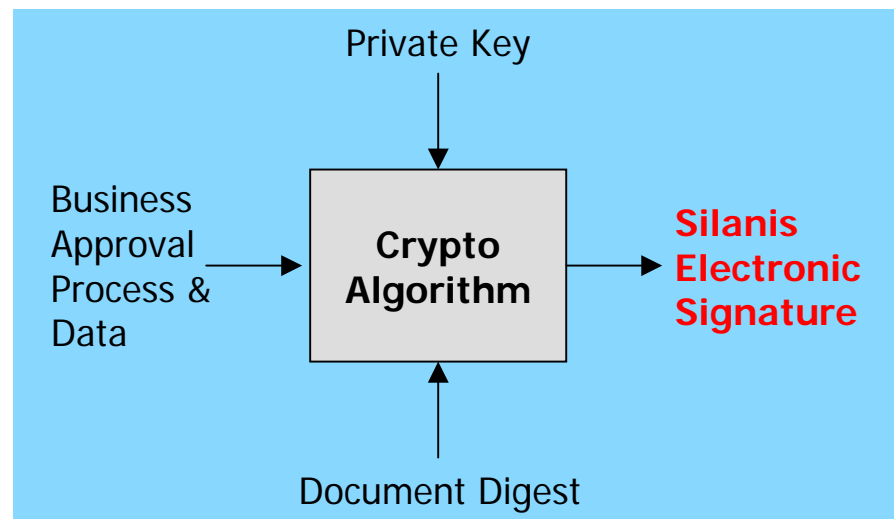 Private Key
Business
Approval
Process &
Data
Crypto
Algorithm
Silanis
Electronic
Signature
Document Digest